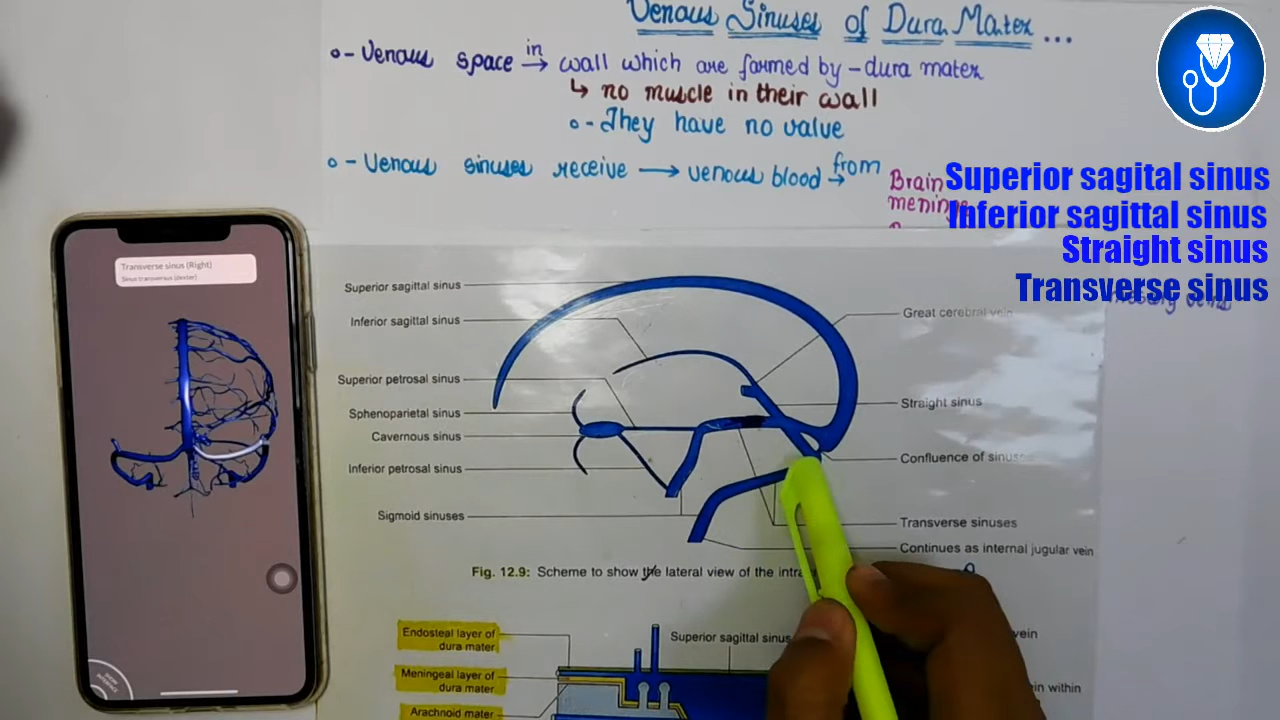 Venous Sinuses of Dura Mater ...
o- Venous space in → wall which are formed by - dura mater
↳ no muscle in their wall
o- They have no value
o- Venous sinuses receive → venous blood from →
Brain
Superior sagital sinus
Inferior sagittal sinus
Straight sinus
Transverse sinus
Transverse sinus (Right)
Sinus transversus (dexter)
Superior sagittal sinus
Inferior sagittal sinus
Superior petrosal sinus
Sphenoparietal sinus
Cavernous sinus
Inferior petrosal sinus
Sigmoid sinuses
Great cerebral vein
Straight sinus
Confluence of sinuses
Transverse sinuses
Continues as internal jugular vein
Fig. 12.9: Scheme to show the lateral view of the
Endosteal layer of
dura mater
Meningeal layer of
dura mater
Arachnoid mater
Superior sagittal sinus
vein
within